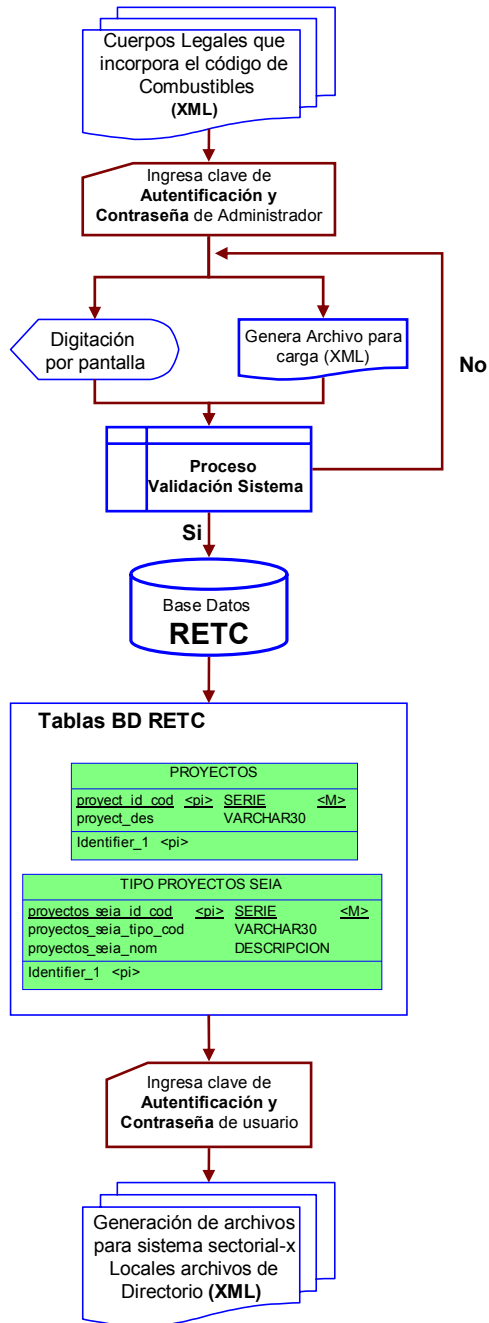 Cuerpos Legales que
incorpora el código de
Combustibles
(XML)
Ingresa clave de
Autentificación y
Contraseña de Administrador
Digitación
por pantalla
Genera Archivo para
carga (XML)
No
Proceso
Validación Sistema
Si
Base Datos
RETC
Tablas BD RETC
PROYECTOS
proyect_id_cod <pi> SERIE <M>
proyect_des VARCHAR30
Identifier_1 <pi>
TIPO PROYECTOS SEIA
proyectos_seia_id_cod <pi> SERIE <M>
proyectos_seia_tipo_cod VARCHAR30
proyectos_seia_nom DESCRIPCION
Identifier_1 <pi>
Ingresa clave de
Autentificación y
Contraseña de usuario
Generación de archivos
para sistema sectorial-x
Locales archivos de
Directorio (XML)